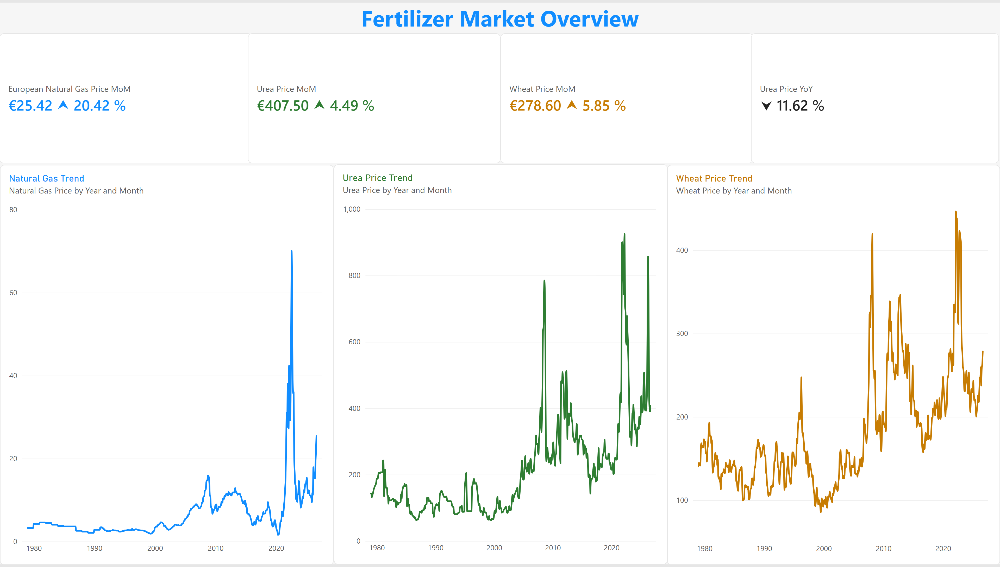 Fertilizer Market Overview
European Natural Gas Price MoM
€25.42 ⮝ 20.42 %
Urea Price MoM
€407.50 ⮝ 4.49 %
Wheat Price MoM
€278.60 ⮝ 5.85 %
Urea Price YoY
⮟ 11.62 %
Natural Gas Trend
Natural Gas Price by Year and Month
80
60
40
20
0
1980 1990 2000 2010 2020
Urea Price Trend
Urea Price by Year and Month
1,000
800
600
400
200
0
1980 1990 2000 2010 2020
Wheat Price Trend
Wheat Price by Year and Month
400
300
200
100
1980 1990 2000 2010 2020